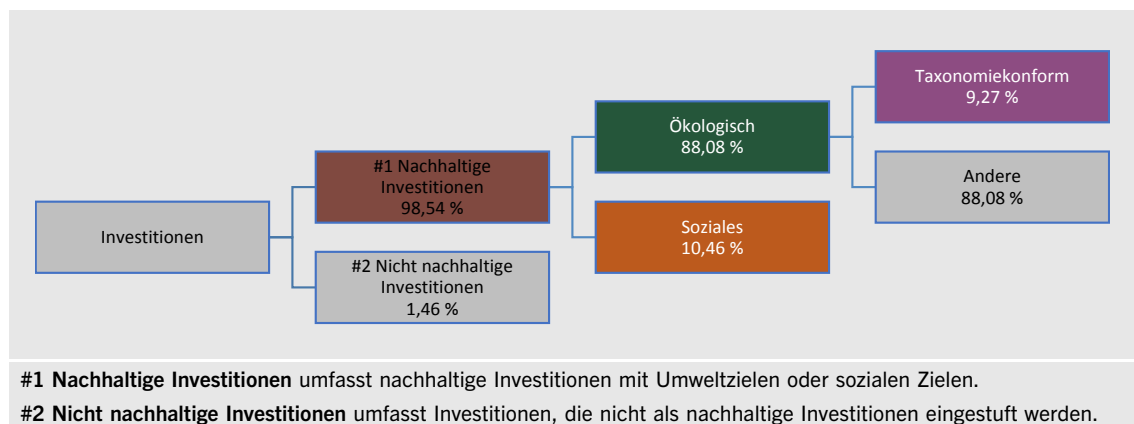 Investitionen
#1 Nachhaltige
Investitionen
98,54 %
#2 Nicht nachhaltige
Investitionen
1,46 %
Ökologisch
88,08 %
Soziales
10,46 %
Taxonomiekonform
9,27 %
Andere
88,08 %
#1 Nachhaltige Investitionen umfasst nachhaltige Investitionen mit Umweltzielen oder sozialen Zielen.
#2 Nicht nachhaltige Investitionen umfasst Investitionen, die nicht als nachhaltige Investitionen eingestuft werden.